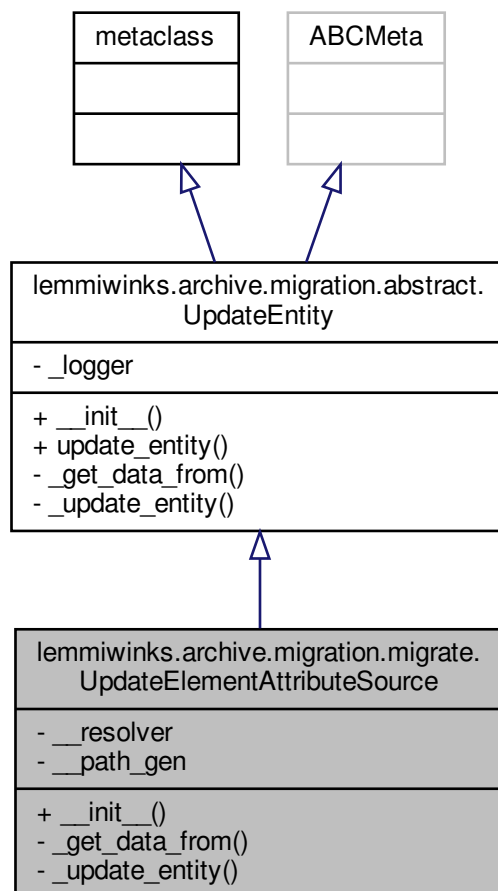 metaclass
ABCMeta
lemmiwinks.archive.migration.abstract.
UpdateEntity
- _logger
+ __init__()
+ update_entity()
- _get_data_from()
- _update_entity()
lemmiwinks.archive.migration.migrate.
UpdateElementAttributeSource
- __resolver
- __path_gen
+ __init__()
- _get_data_from()
- _update_entity()